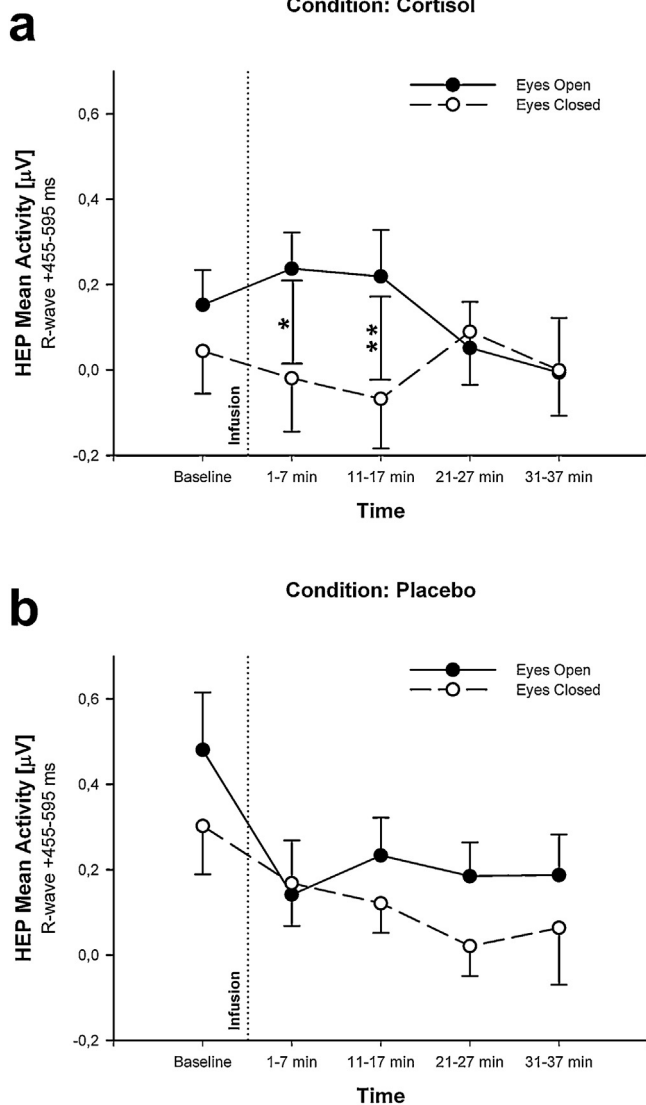 a
Condition: Cortisol
Eyes Open
Eyes Closed
0,6
0,4
0,2
0,0
-0,2
HEP Mean Activity [µV]
R-wave +455-595 ms
*
**
Infusion
Baseline
1-7 min
11-17 min
21-27 min
31-37 min
Time
b
Condition: Placebo
Eyes Open
Eyes Closed
0,6
0,4
0,2
0,0
-0,2
HEP Mean Activity [µV]
R-wave +455-595 ms
Infusion
Baseline
1-7 min
11-17 min
21-27 min
31-37 min
Time